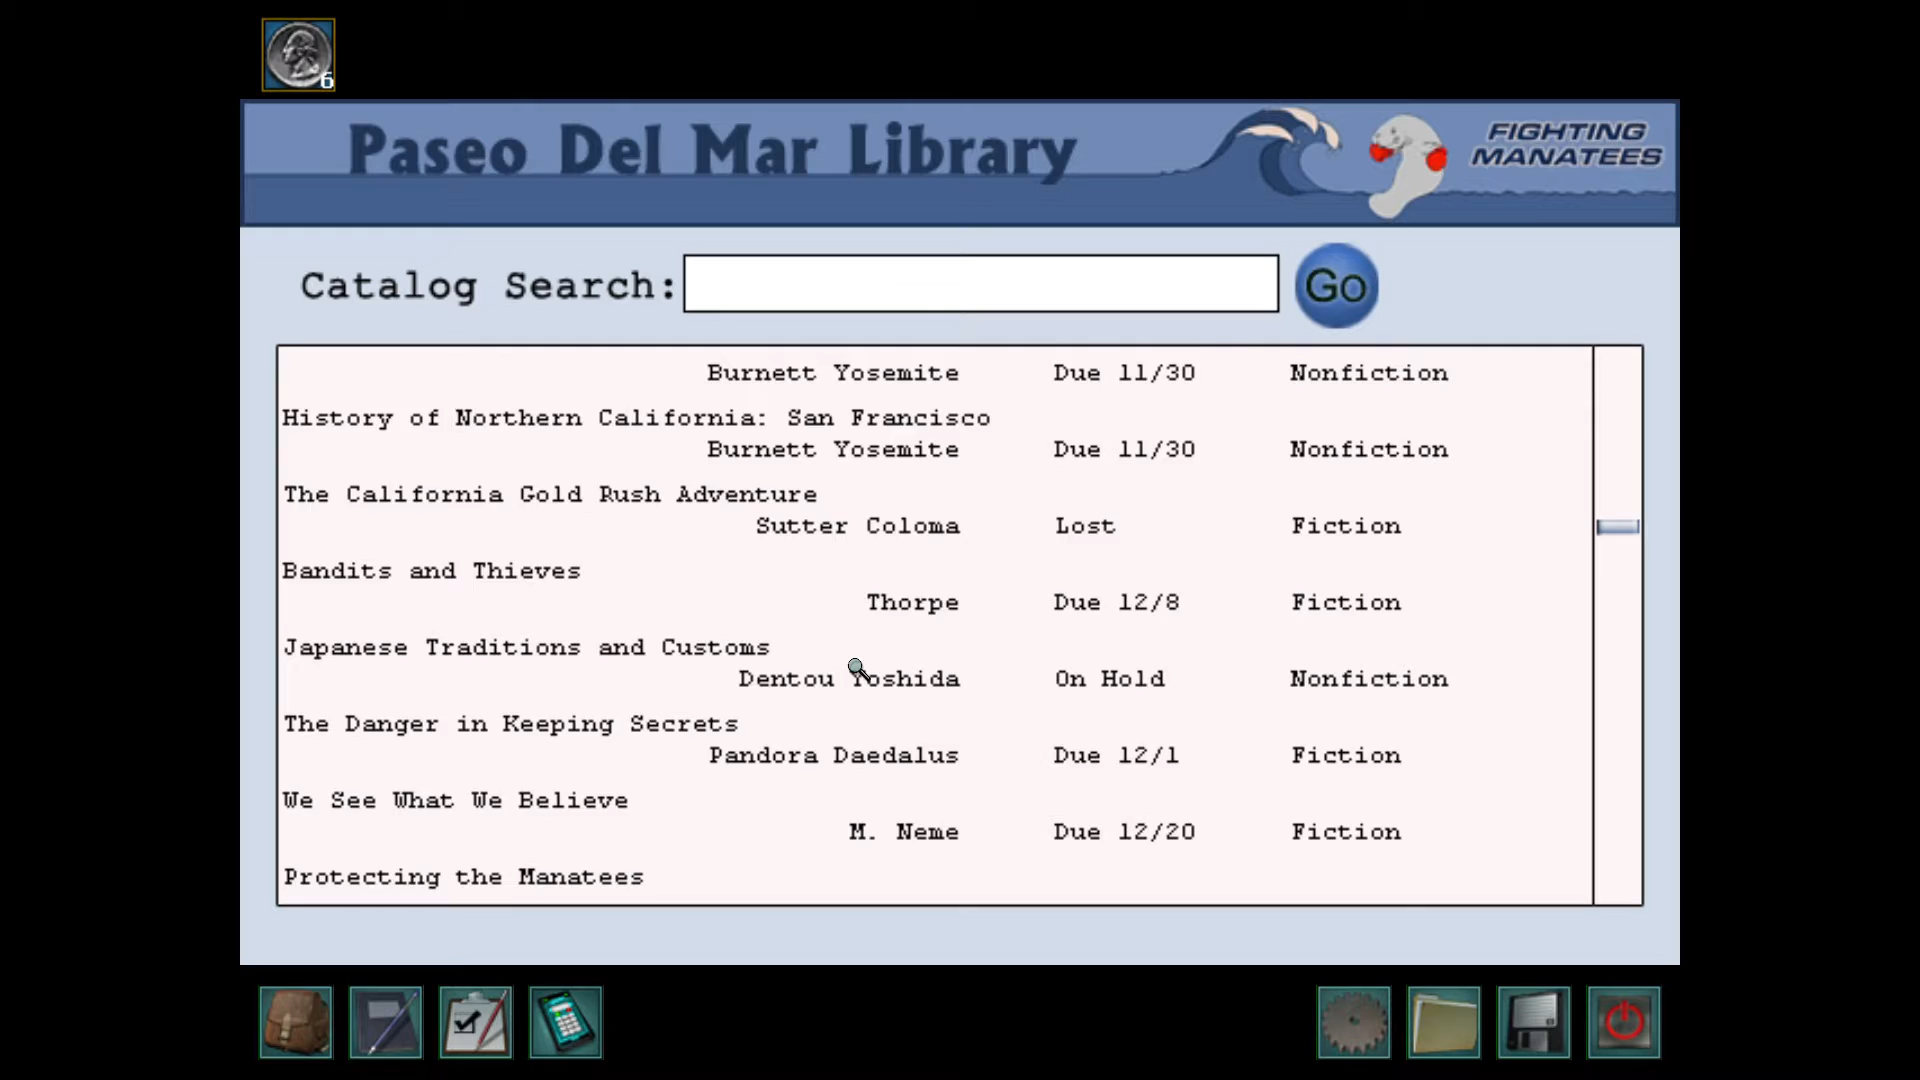 6
Paseo Del Mar Library
FIGHTING
MANATEES
Catalog Search:
Go
Burnett Yosemite Due 11/30 Nonfiction
History of Northern California: San Francisco
Burnett Yosemite Due 11/30 Nonfiction
The California Gold Rush Adventure
Sutter Coloma Lost Fiction
Bandits and Thieves
Thorpe Due 12/8 Fiction
Japanese Traditions and Customs
Dentou Yoshida On Hold Nonfiction
The Danger in Keeping Secrets
Pandora Daedalus Due 12/1 Fiction
We See What We Believe
M. Neme Due 12/20 Fiction
Protecting the Manatees